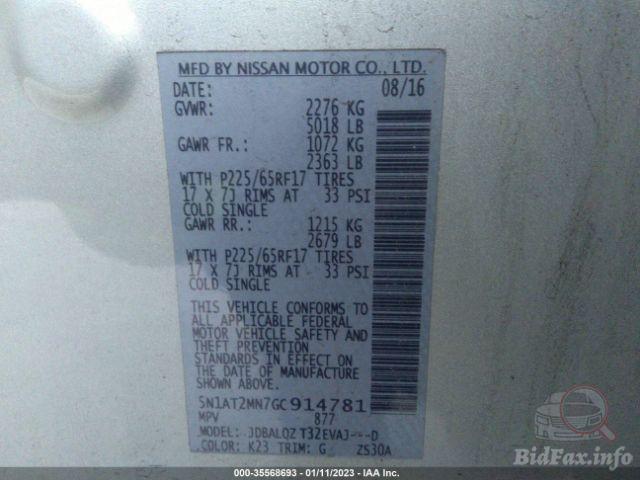 MFD BY NISSAN MOTOR CO., LTD.
DATE: 08/16
GVWR: 2276 KG
5018 LB
GAWR FR.: 1072 KG
2363 LB
WITH P225/65RF17 TIRES
17 X 7J RIMS AT 33 PSI
COLD SINGLE
GAWR RR.: 1215 KG
2679 LB
WITH P225/65RF17 TIRES
17 X 7J RIMS AT 33 PSI
COLD SINGLE
THIS VEHICLE CONFORMS TO
ALL APPLICABLE FEDERAL
MOTOR VEHICLE SAFETY AND
THEFT PREVENTION
STANDARDS IN EFFECT ON
THE DATE OF MANUFACTURE
SHOWN ABOVE.
5N1AT2MN7GC914781
MPV 877
MODEL: JDBALQZ T32EVAJ---D
COLOR: K23 TRIM: G ZS30A
000-35568693 - 01/11/2023 - IAA Inc.
BidFax.info